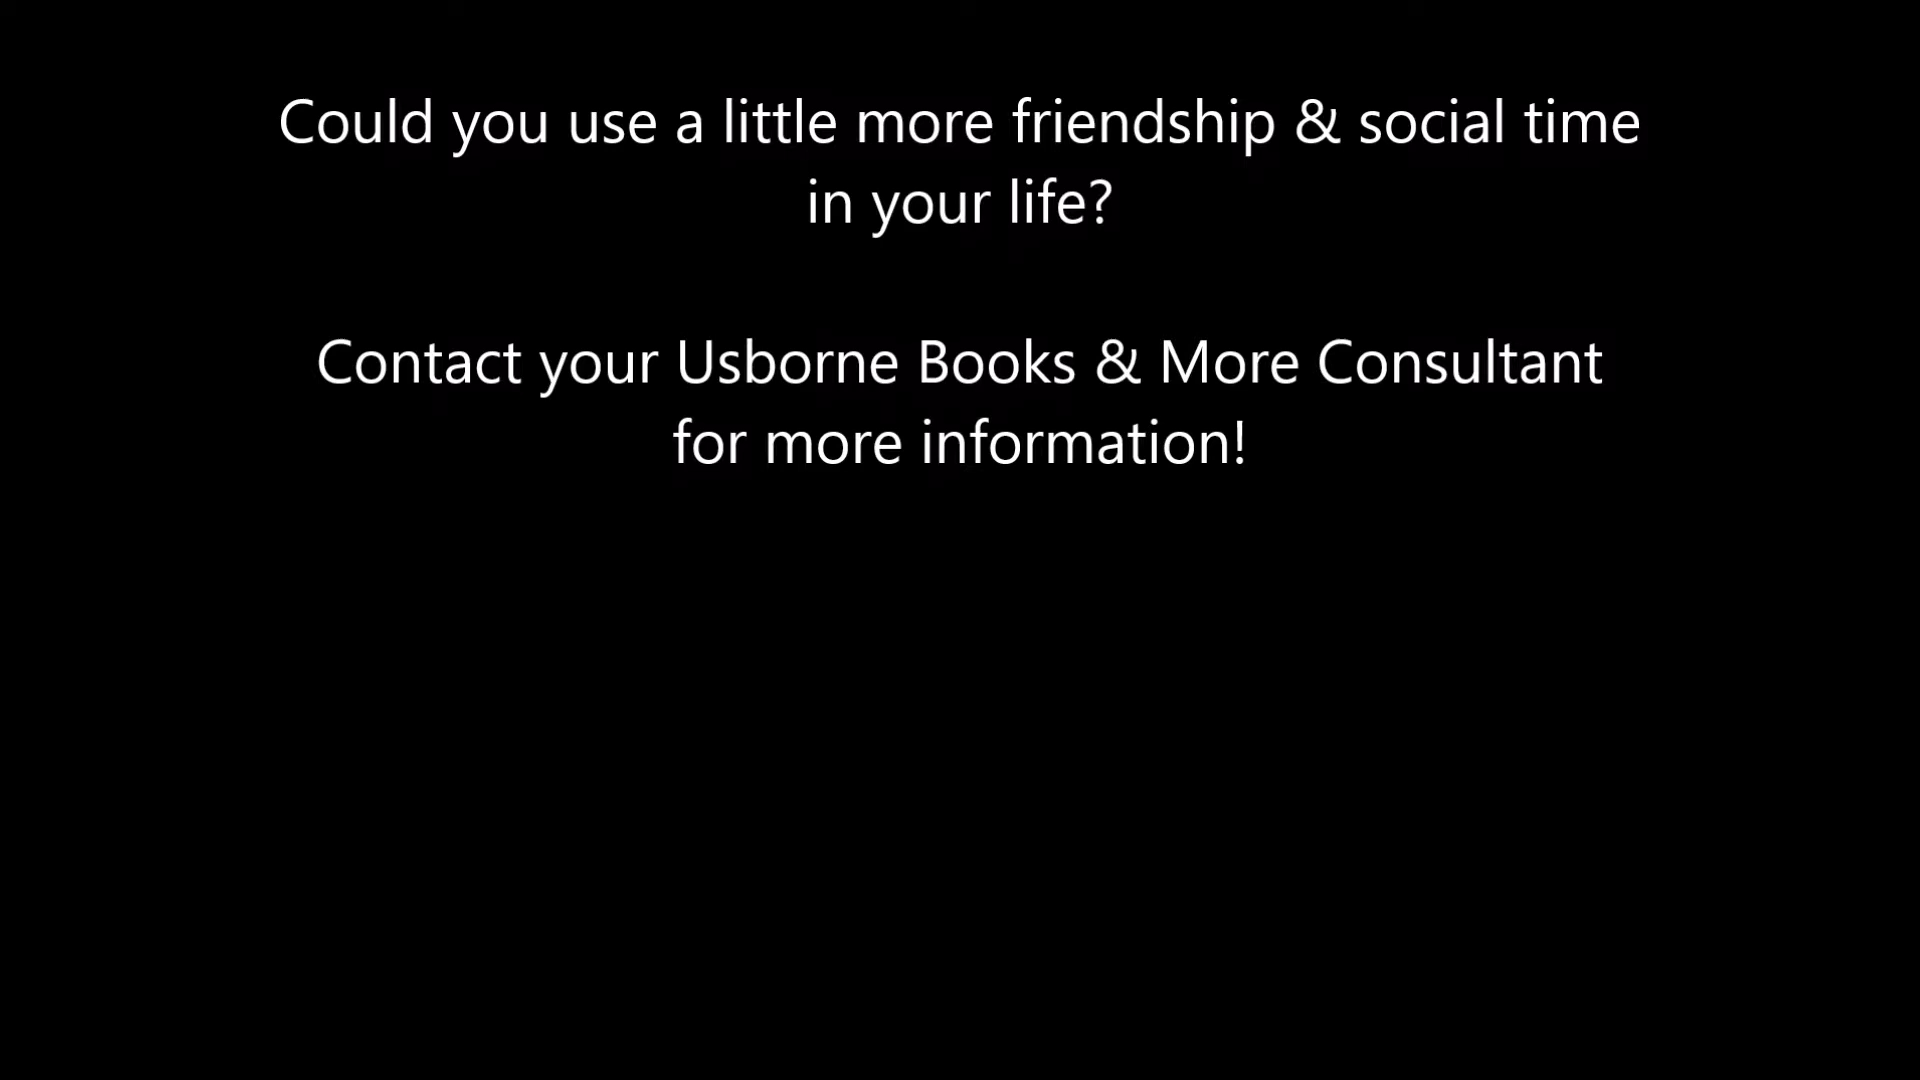 Could you use a little more friendship & social time
in your life?
Contact your Usborne Books & More Consultant
for more information!